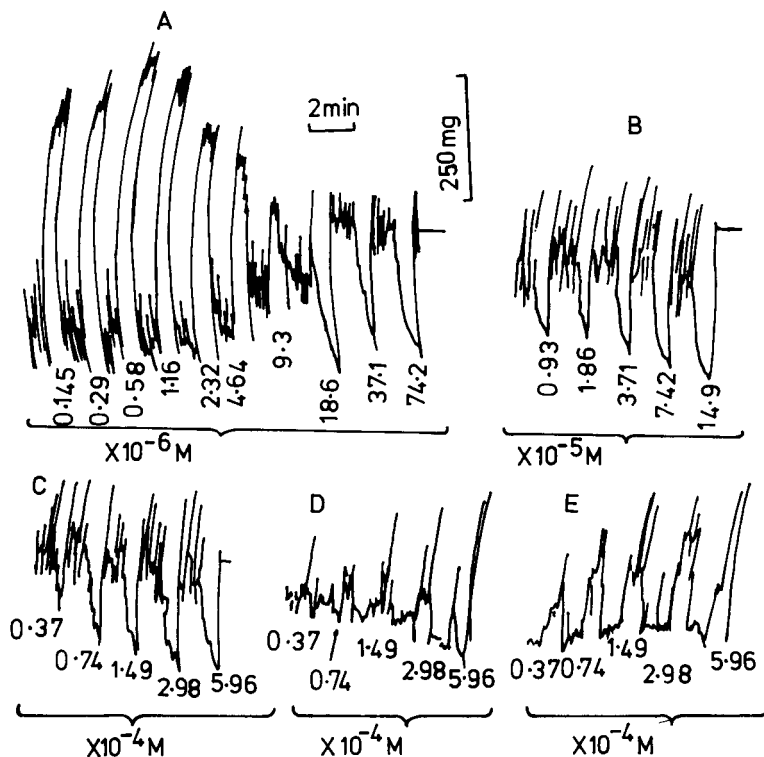 A
2min
250mg
B
0.145
0.29
0.58
1.16
2.32
4.64
9.3
18.6
37.1
74.2
X10-6M
0.93
1.86
3.71
7.42
14.9
X10-5M
C
0.37
0.74
1.49
2.98
5.96
X10-4M
D
0.37
0.74
1.49
2.98
5.96
X10-4M
E
0.37
0.74
1.49
2.98
5.96
X10-4M